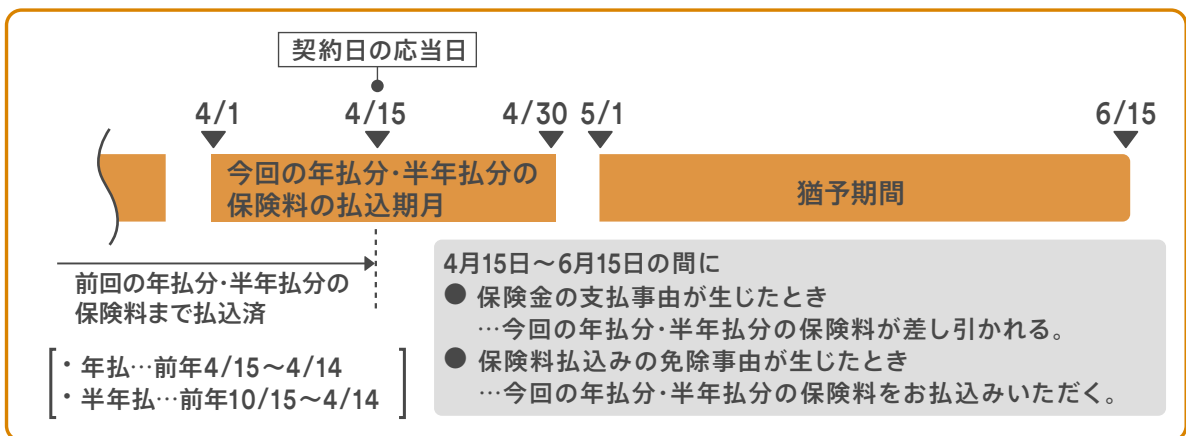 契約日の応当日
4/1 4/15 4/30 5/1 6/15
今回の年払分・半年払分の
保険料の払込期月
猶予期間
前回の年払分・半年払分の
保険料まで払込済
・年払…前年4/15〜4/14
・半年払…前年10/15〜4/14
4月15日〜6月15日の間に
● 保険金の支払事由が生じたとき
…今回の年払分・半年払分の保険料が差し引かれる。
● 保険料払込みの免除事由が生じたとき
…今回の年払分・半年払分の保険料をお払込みいただく。